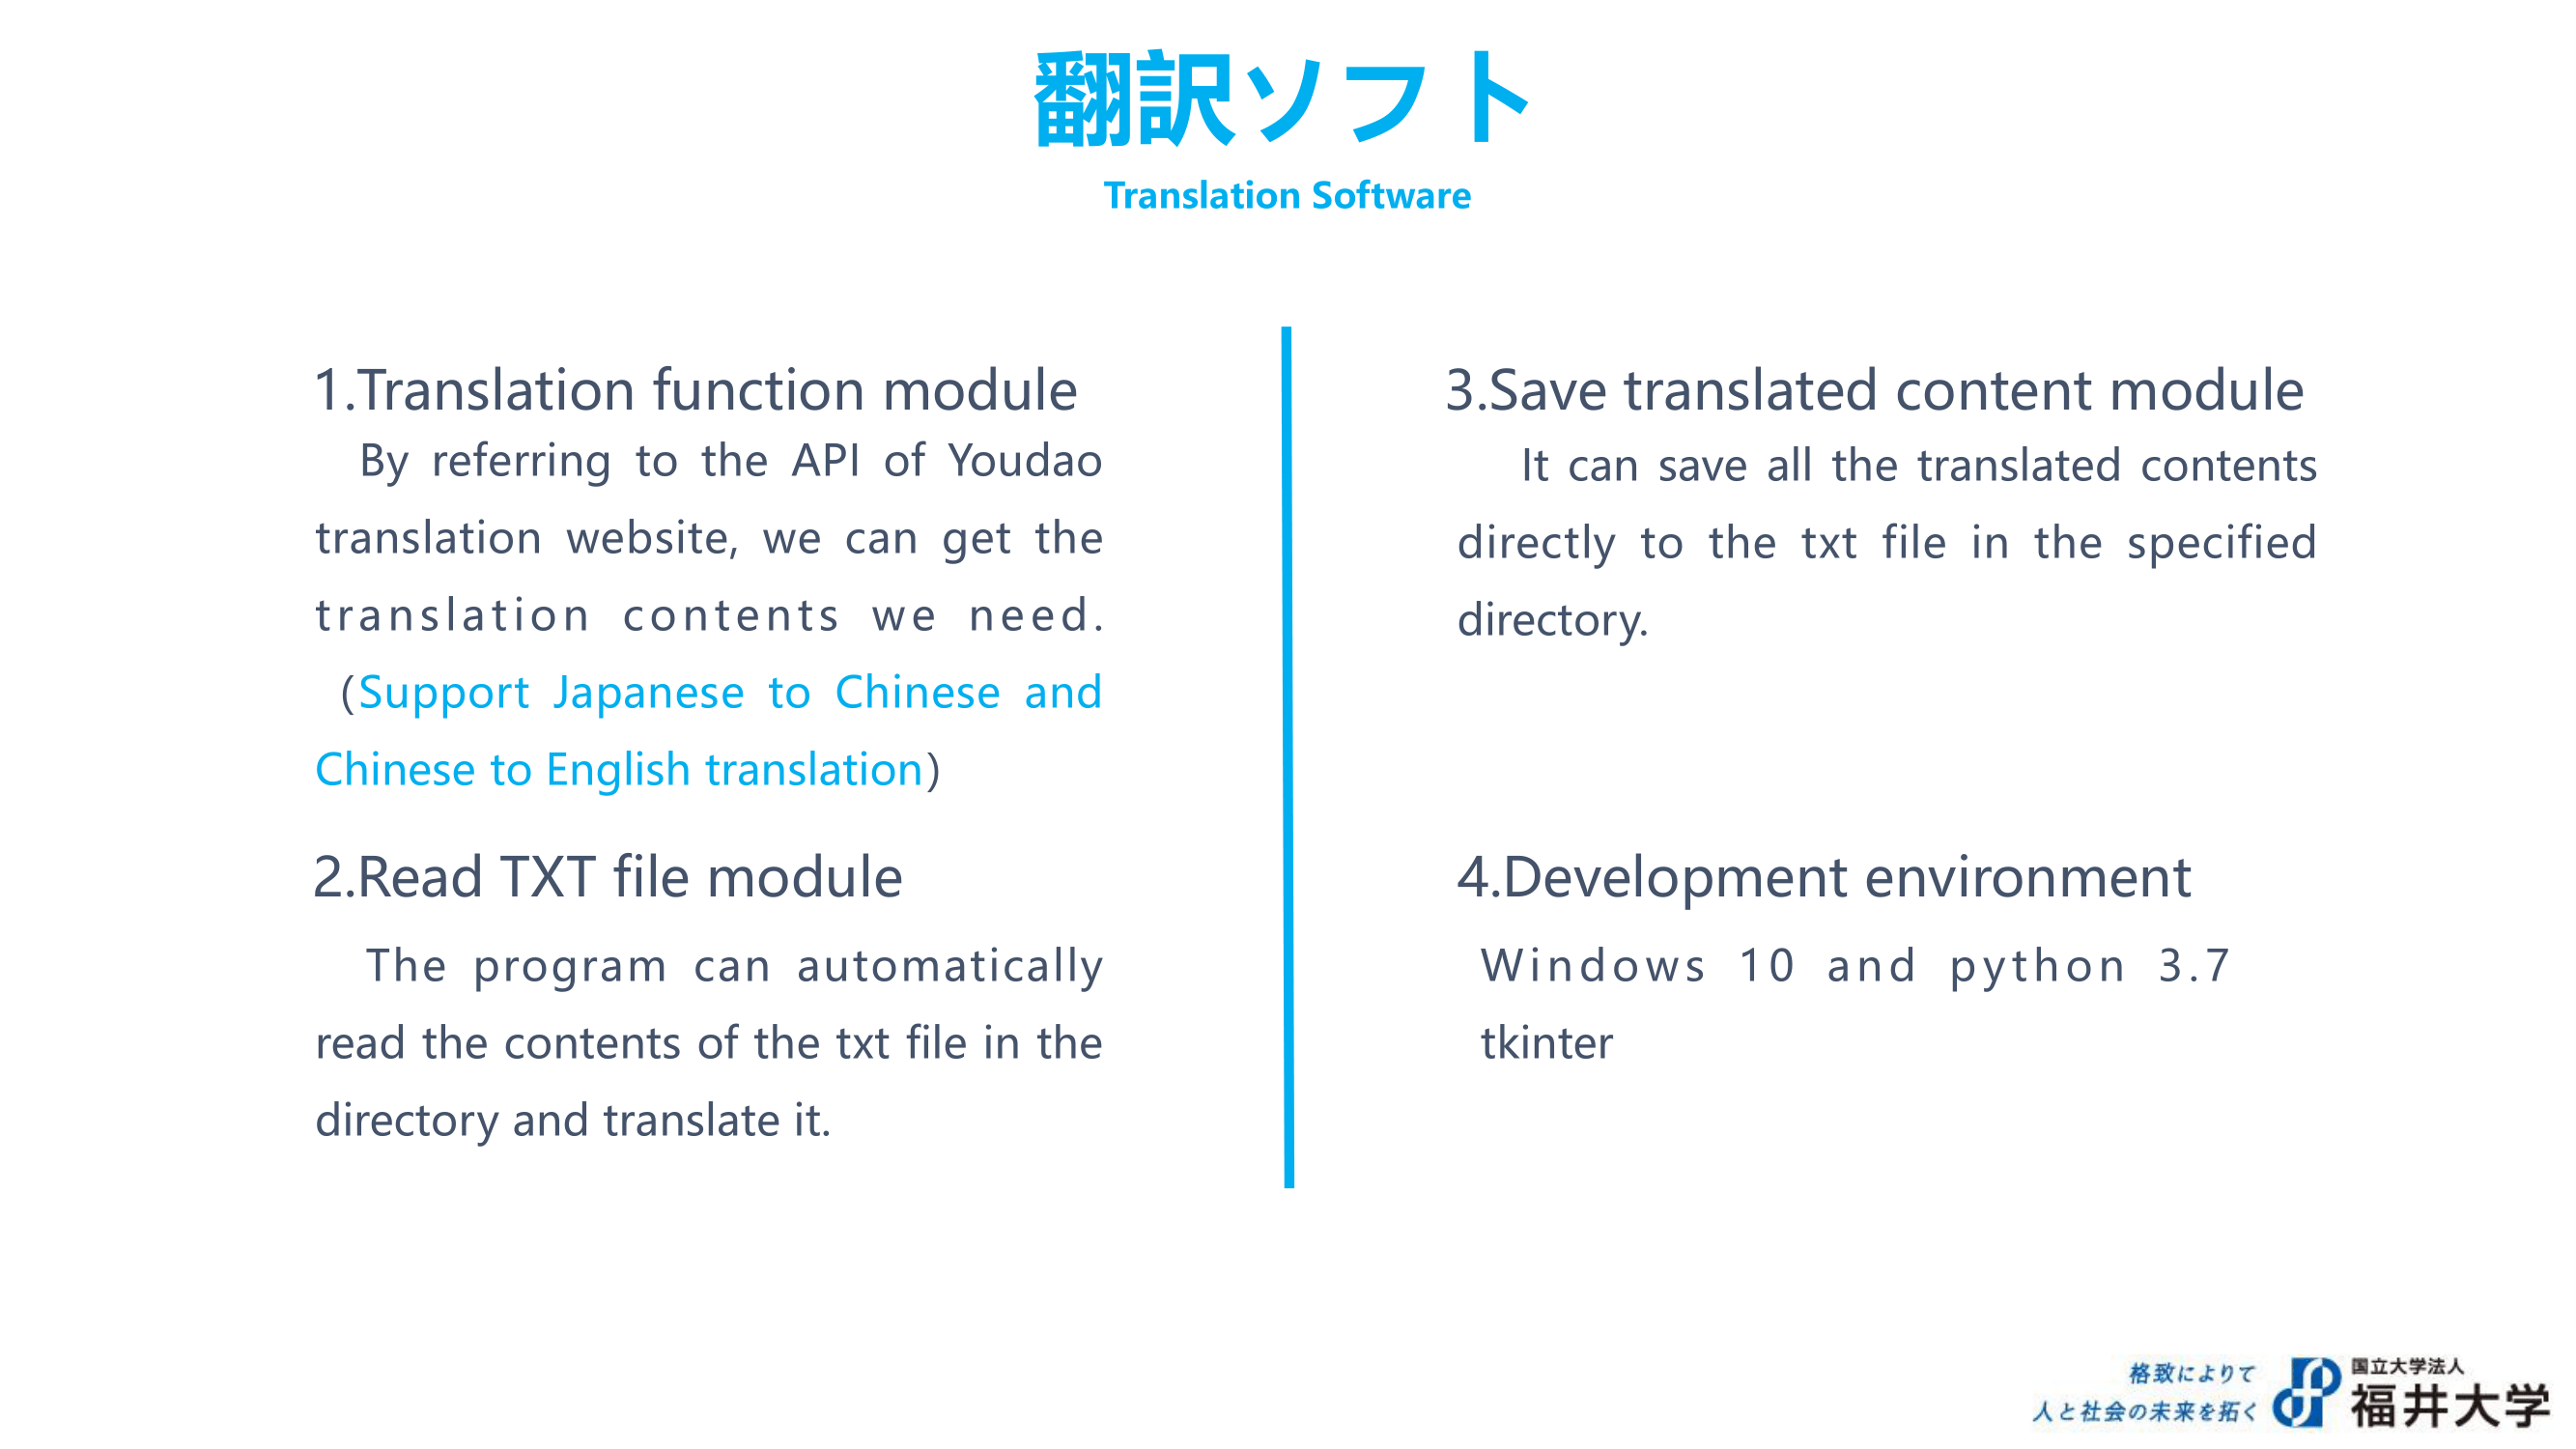 翻訳ソフト
Translation Software
1.Translation function module
By referring to the API of Youdao
translation website, we can get the
translation contents we need.
(Support Japanese to Chinese and
Chinese to English translation)
2.Read TXT file module
The program can automatically
read the contents of the txt file in the
directory and translate it.
3.Save translated content module
It can save all the translated contents
directly to the txt file in the specified
directory.
4.Development environment
Windows 10 and python 3.7
tkinter
格致によりて
人と社会の未来を拓く
国立大学法人
福井大学